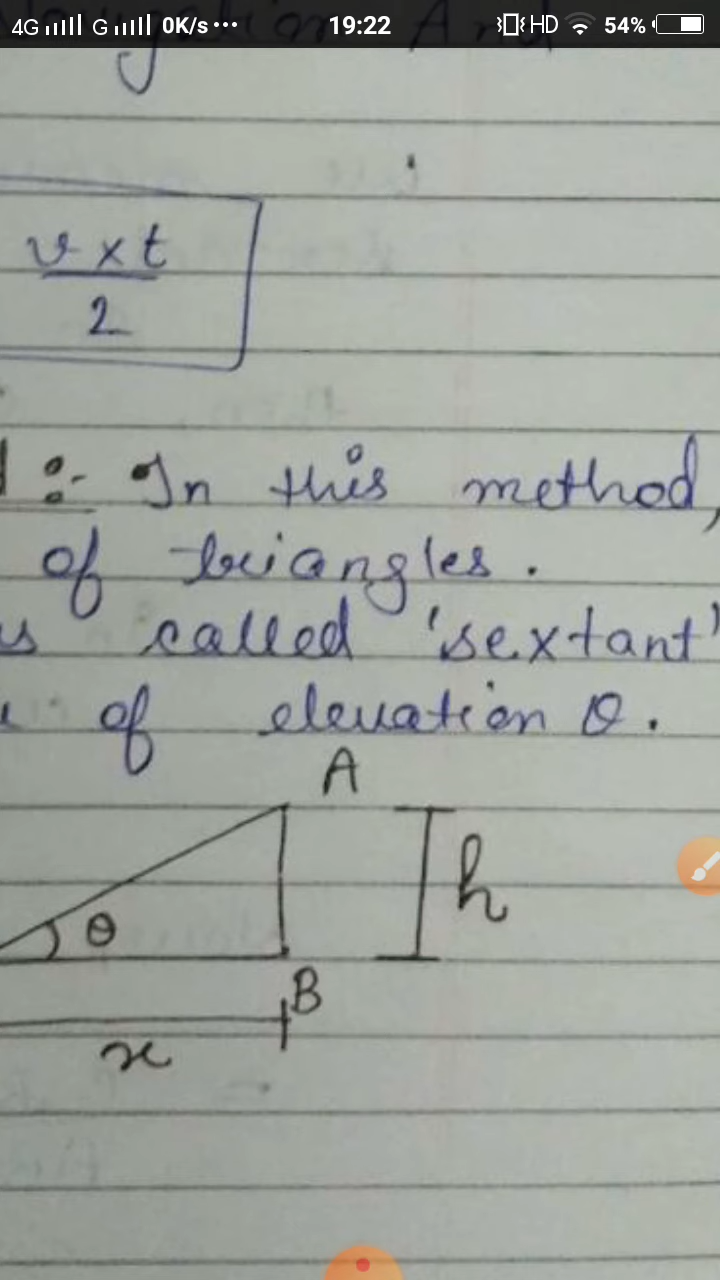 4G G 0K/s ... 19:22 HD 54%
v x t
2
:- In this method,
of triangles.
called 'sextant'
of elevation θ.
A
h
θ
B
x